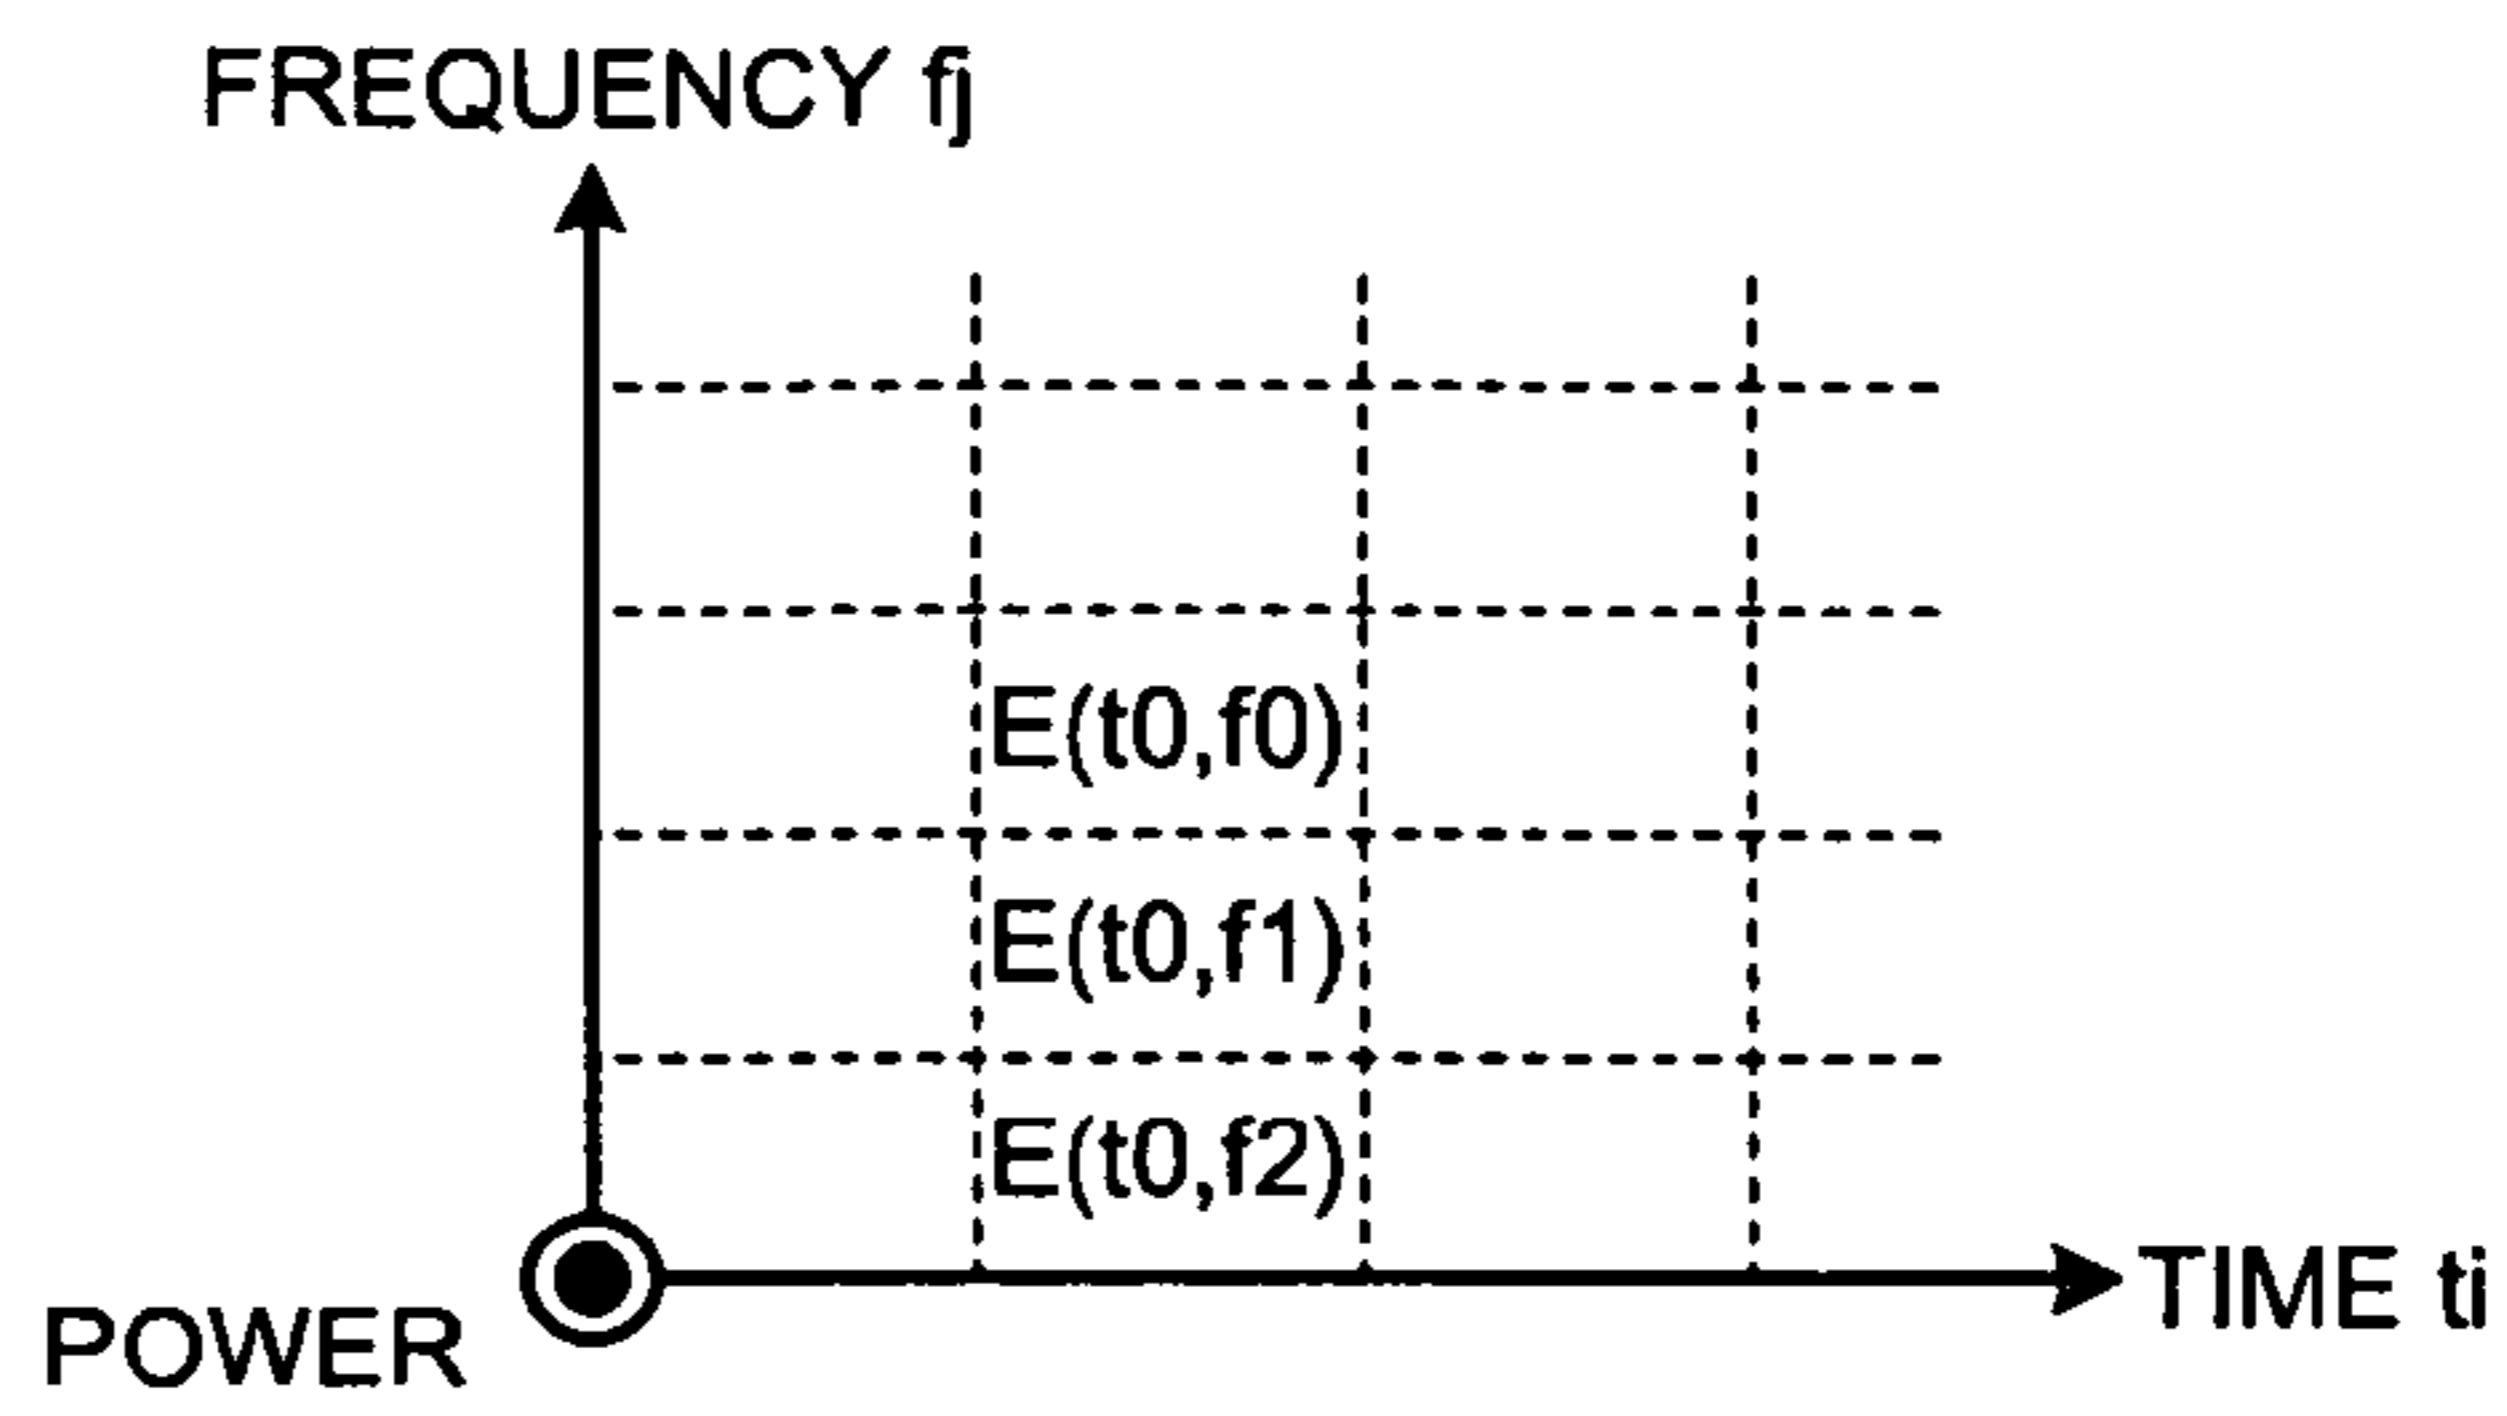 FREQUENCY fj
E(t0,f0)
E(t0,f1)
E(t0,f2)
TIME ti
POWER